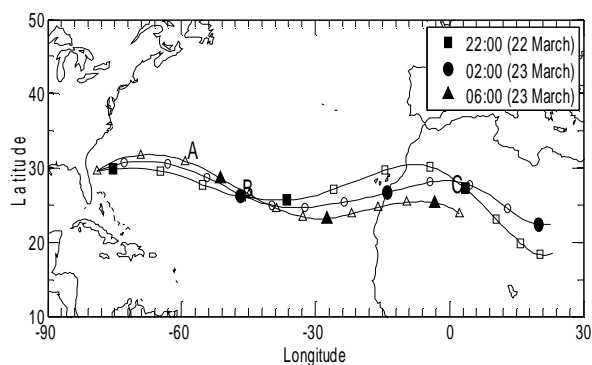 50
40
30
20
10
Latitude
-90
-60
-30
0
30
Longitude
22:00 (22 March)
02:00 (23 March)
06:00 (23 March)
A
B
C